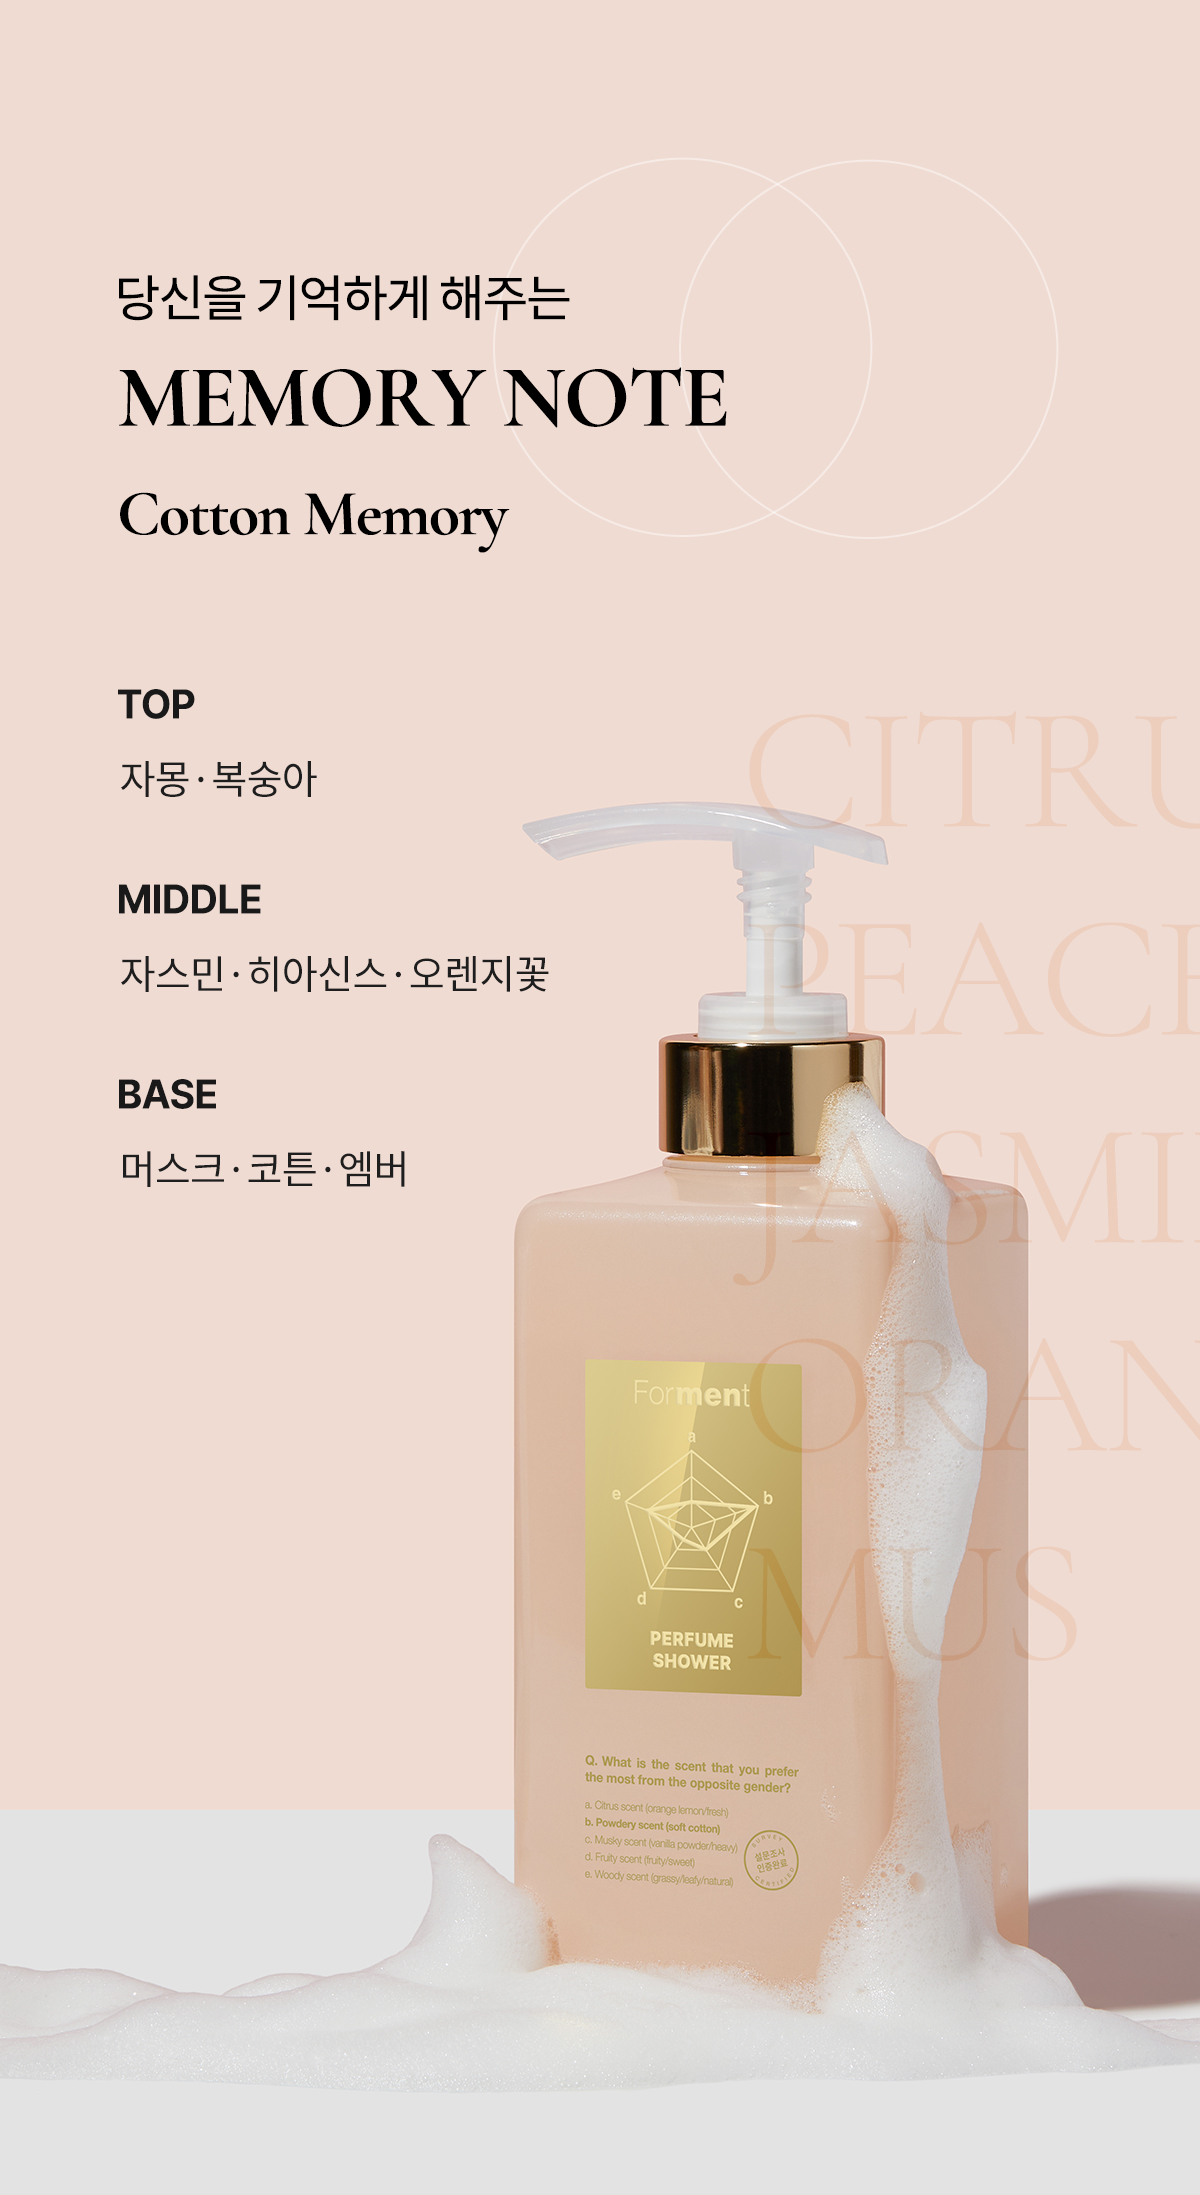 당신을 기억하게 해주는
MEMORY NOTE
Cotton Memory
TOP
자몽·복숭아
MIDDLE
자스민·히아신스·오렌지꽃
BASE
머스크·코튼·엠버
CITRU
PEACH
JASMI
ORAN
MUS
Forment
a
e
b
d
c
PERFUME
SHOWER
Q. What is the scent that you prefer
the most from the opposite gender?
a. Citrus scent (orange lemon/fresh)
b. Powdery scent (soft cotton)
c. Musky scent (vanilla powder/heavy)
d. Fruity scent (fruity/sweet)
e. Woody scent (grassy/leafy/natural)
SURVEY
설문조사
인증완료
CERTIFIED